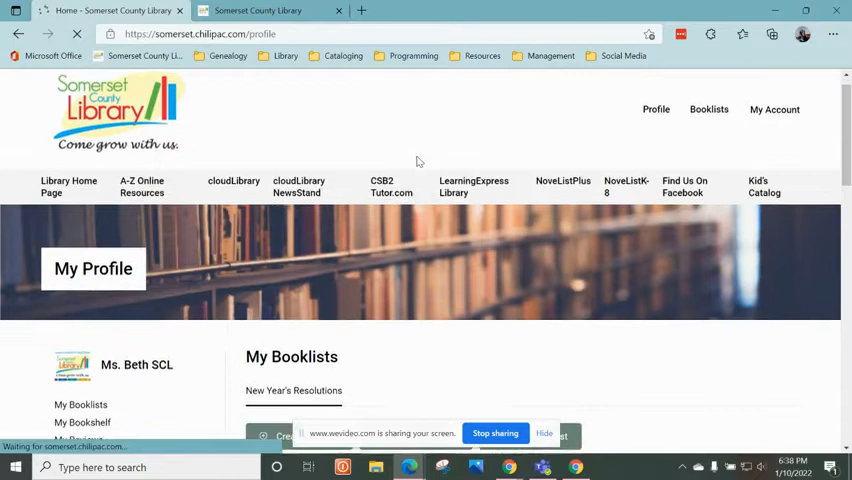 Home - Somerset County Library
Somerset County Library
https://somerset.chilipac.com/profile
Microsoft Office
Somerset County Li...
Genealogy
Library
Cataloging
Programming
Resources
Management
Social Media
Somerset
County
Library
Come grow with us.
Profile
Booklists
My Account
Library Home
Page
A-Z Online
Resources
cloudLibrary
cloudLibrary
NewsStand
CSB2
Tutor.com
LearningExpress
Library
NoveListPlus
NoveListK-
8
Find Us On
Facebook
Kid's
Catalog
My Profile
Ms. Beth SCL
My Booklists
My Bookshelf
My Booklists
New Year's Resolutions
www.wevideo.com is sharing your screen.
Stop sharing
Hide
Waiting for somerset.chilipac.com...
Type here to search
6:38 PM
1/10/2022